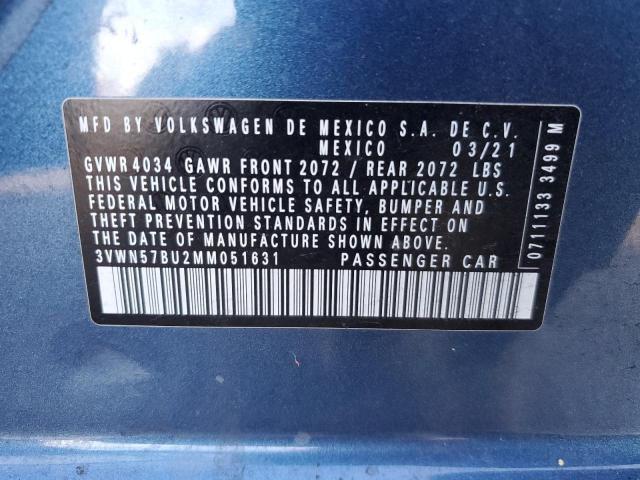 MFD BY VOLKSWAGEN DE MEXICO S.A. DE C.V.
MEXICO 03/21
GVWR 4034 GAWR FRONT 2072 / REAR 2072 LBS
THIS VEHICLE CONFORMS TO ALL APPLICABLE U.S.
FEDERAL MOTOR VEHICLE SAFETY, BUMPER AND
THEFT PREVENTION STANDARDS IN EFFECT ON
THE DATE OF MANUFACTURE SHOWN ABOVE.
3VWN57BU2MM051631 PASSENGER CAR
0711133 3499 M